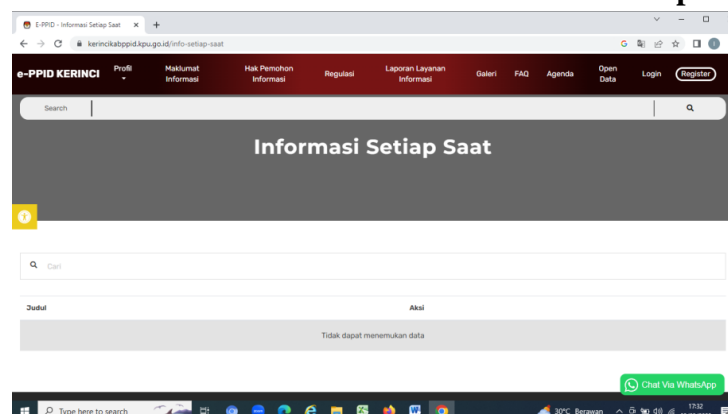 E-PPID - Informasi Setiap Saat
kerincikabppid.kpu.go.id/info-setiap-saat
e-PPID KERINCI Profil Maklumat Informasi Hak Pemohon Informasi Regulasi Laporan Layanan Informasi Galeri FAQ Agenda Open Data Login Register
Search
Informasi Setiap Saat
Cari
Judul Aksi
Tidak dapat menemukan data
Chat Via WhatsApp
Type here to search 30°C Berawan 17:32